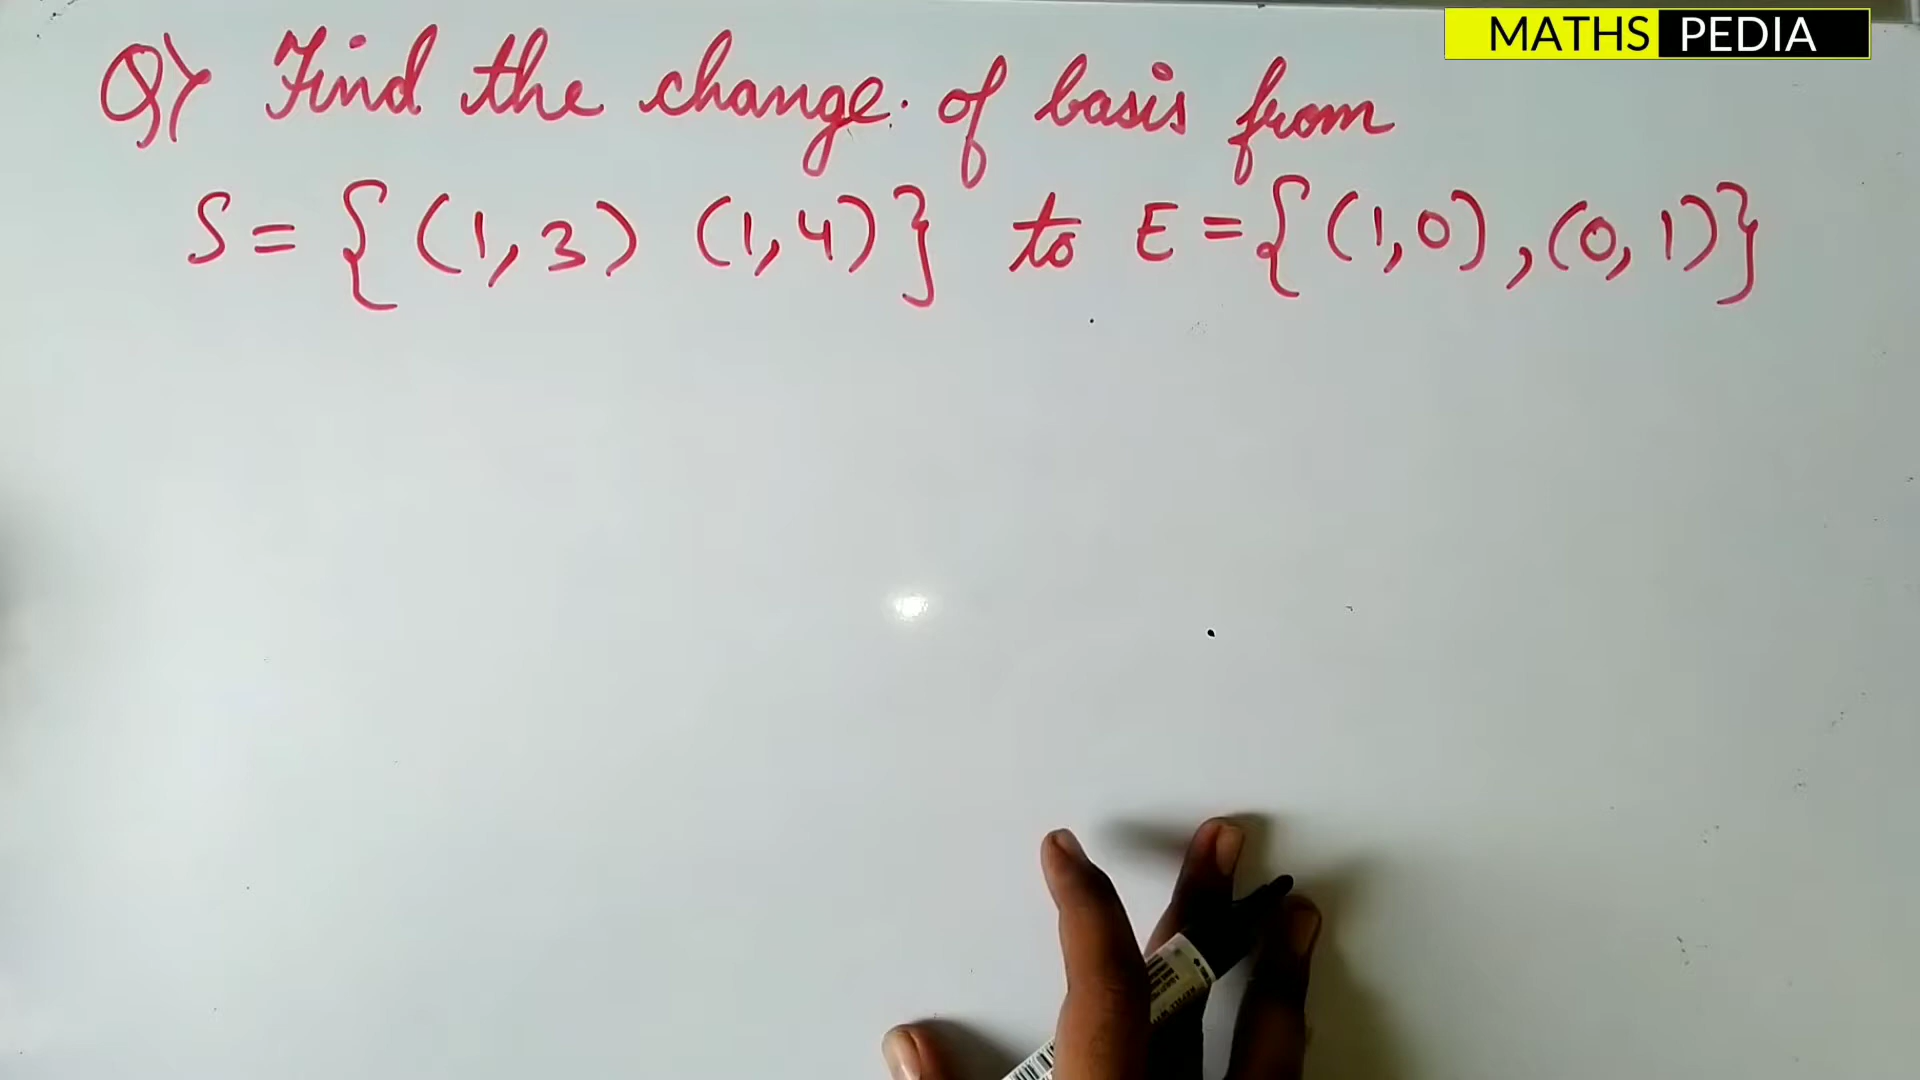 MATHS PEDIA
Q) Find the change of basis from
S = { (1, 3) (1, 4) } to E = { (1, 0), (0, 1) }